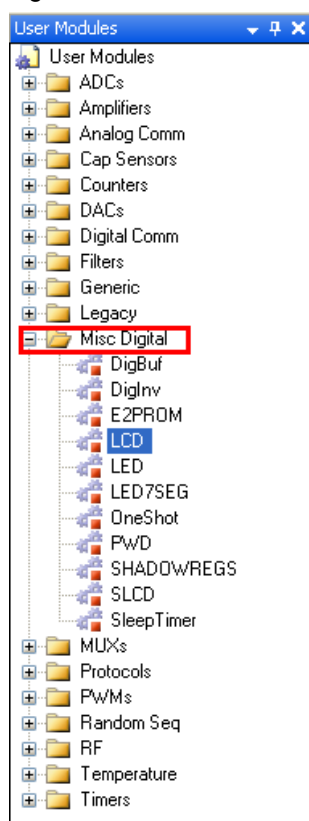 User Modules
User Modules
ADCs
Amplifiers
Analog Comm
Cap Sensors
Counters
DACs
Digital Comm
Filters
Generic
Legacy
Misc Digital
DigBuf
DigInv
E2PROM
LCD
LED
LED7SEG
OneShot
PWD
SHADOWREGS
SLCD
SleepTimer
MUXs
Protocols
PWMs
Random Seq
RF
Temperature
Timers